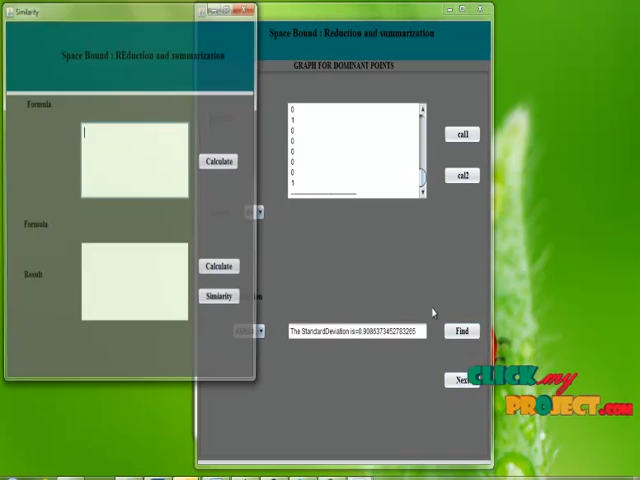 Similarity
Space Bound : REduction and summarization
Formula
Calculate
Formula
Calculate
Result
Simiarity
Space Bound : Reduction and summarization
GRAPH FOR DOMINANT POINTS
0
1
0
0
0
0
0
1
cal1
cal2
The StandardDeviation is=0.9086373452783265
Find
Next
CLICK my
PROJECT.COM